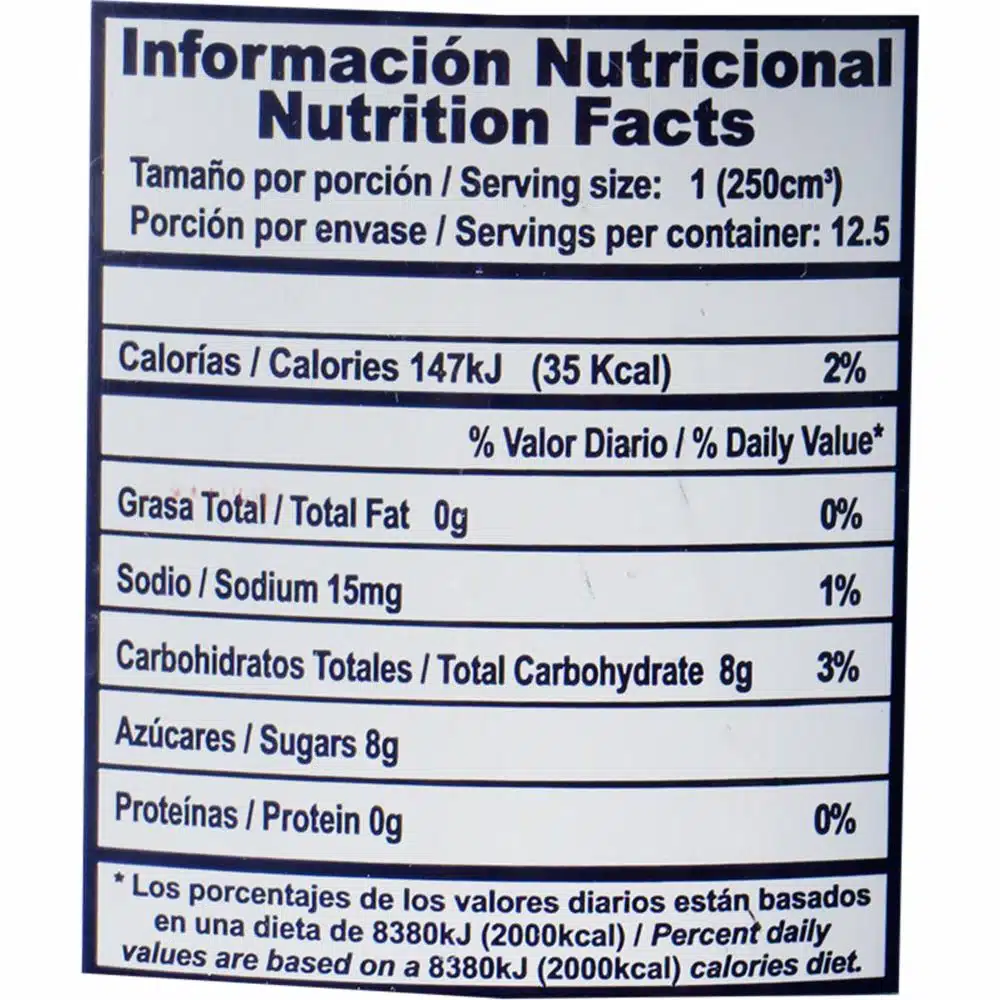 Información Nutricional
Nutrition Facts
Tamaño por porción / Serving size: 1 (250cm³)
Porción por envase / Servings per container: 12.5
Calorías / Calories 147kJ (35 Kcal) 2%
% Valor Diario / % Daily Value*
Grasa Total / Total Fat 0g 0%
Sodio / Sodium 15mg 1%
Carbohidratos Totales / Total Carbohydrate 8g 3%
Azúcares / Sugars 8g
Proteínas / Protein 0g 0%
* Los porcentajes de los valores diarios están basados
en una dieta de 8380kJ (2000kcal) / Percent daily
values are based on a 8380kJ (2000kcal) calories diet.